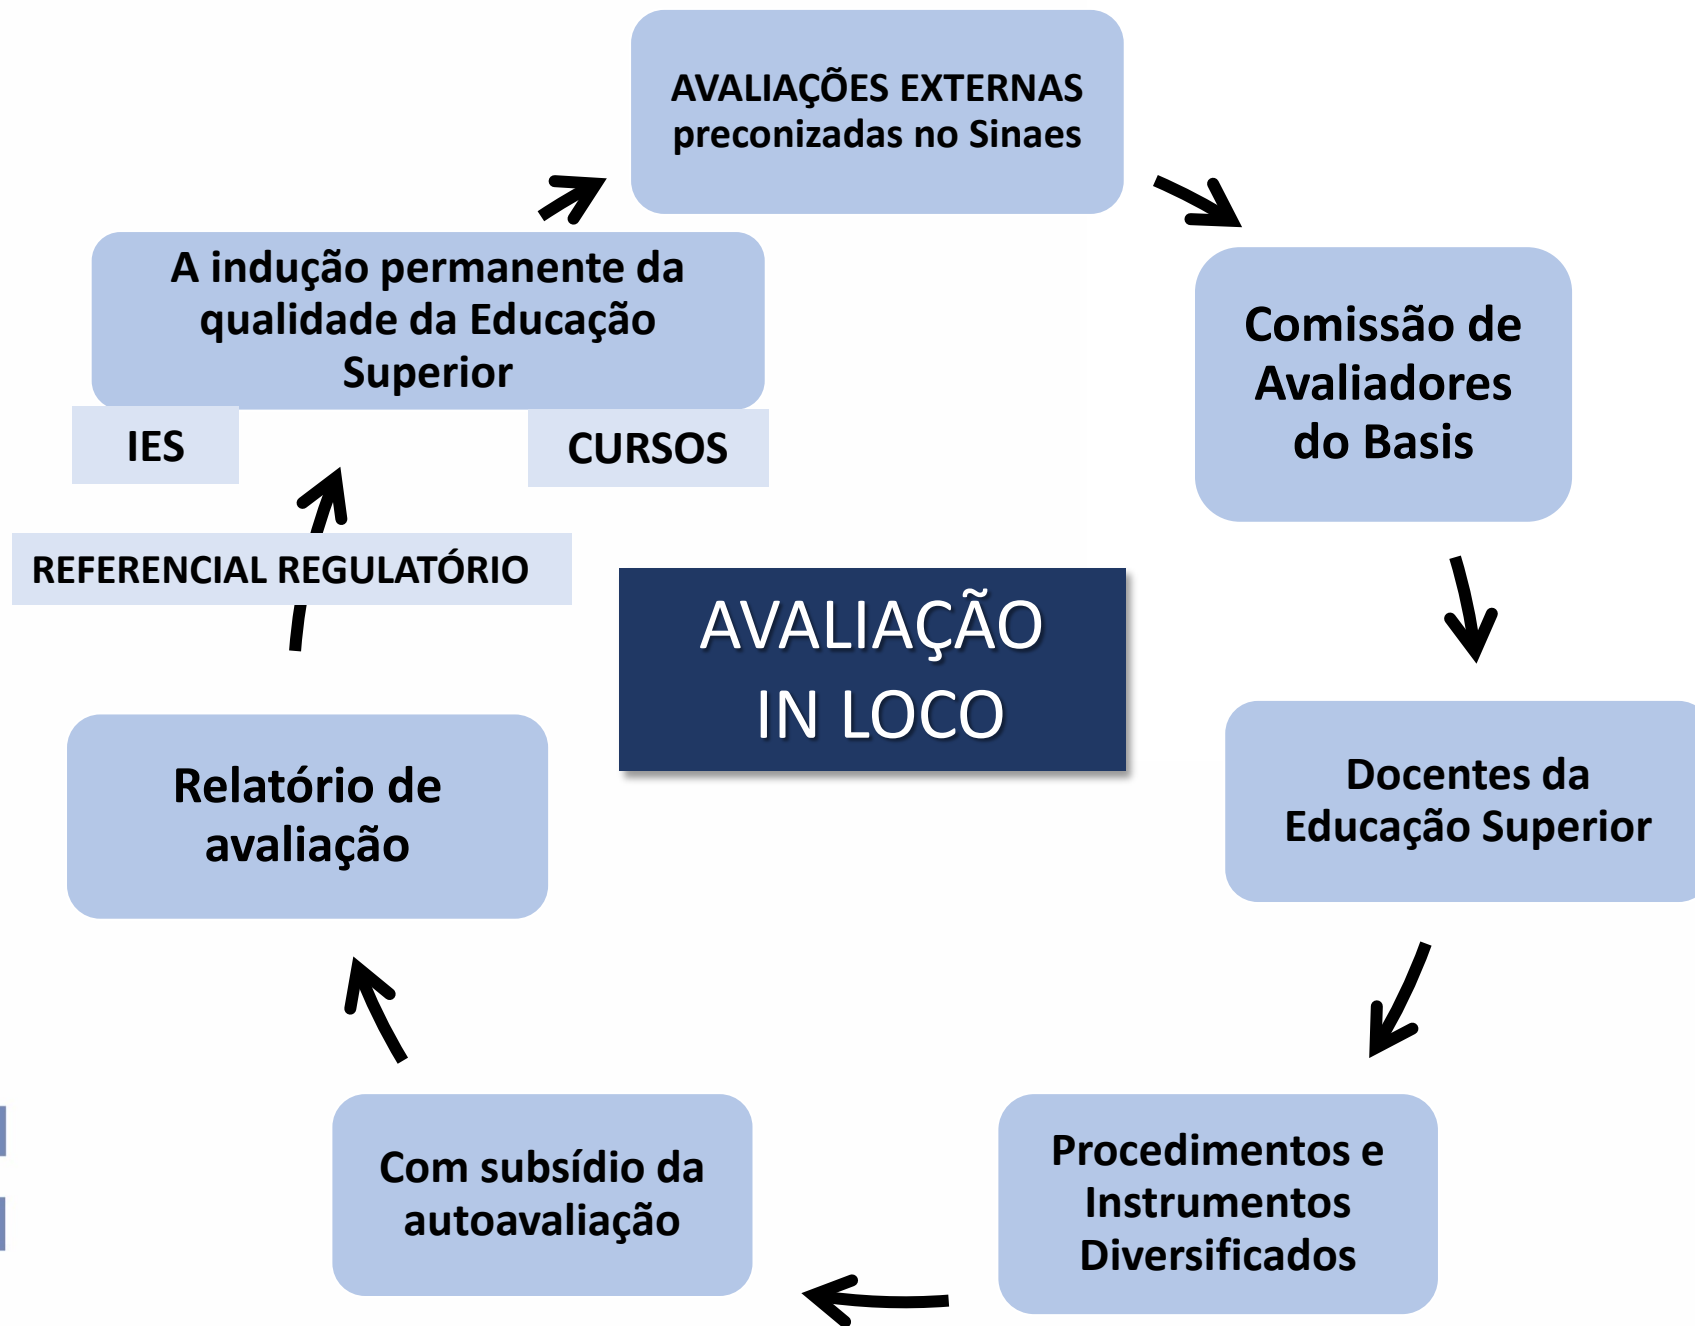 AVALIAÇÕES EXTERNAS
preconizadas no Sinaes
Comissão de
Avaliadores
do Basis
Docentes da
Educação Superior
Procedimentos e
Instrumentos
Diversificados
Com subsídio da
autoavaliação
Relatório de
avaliação
REFERENCIAL REGULATÓRIO
A indução permanente da
qualidade da Educação
Superior
IES
CURSOS
AVALIAÇÃO
IN LOCO